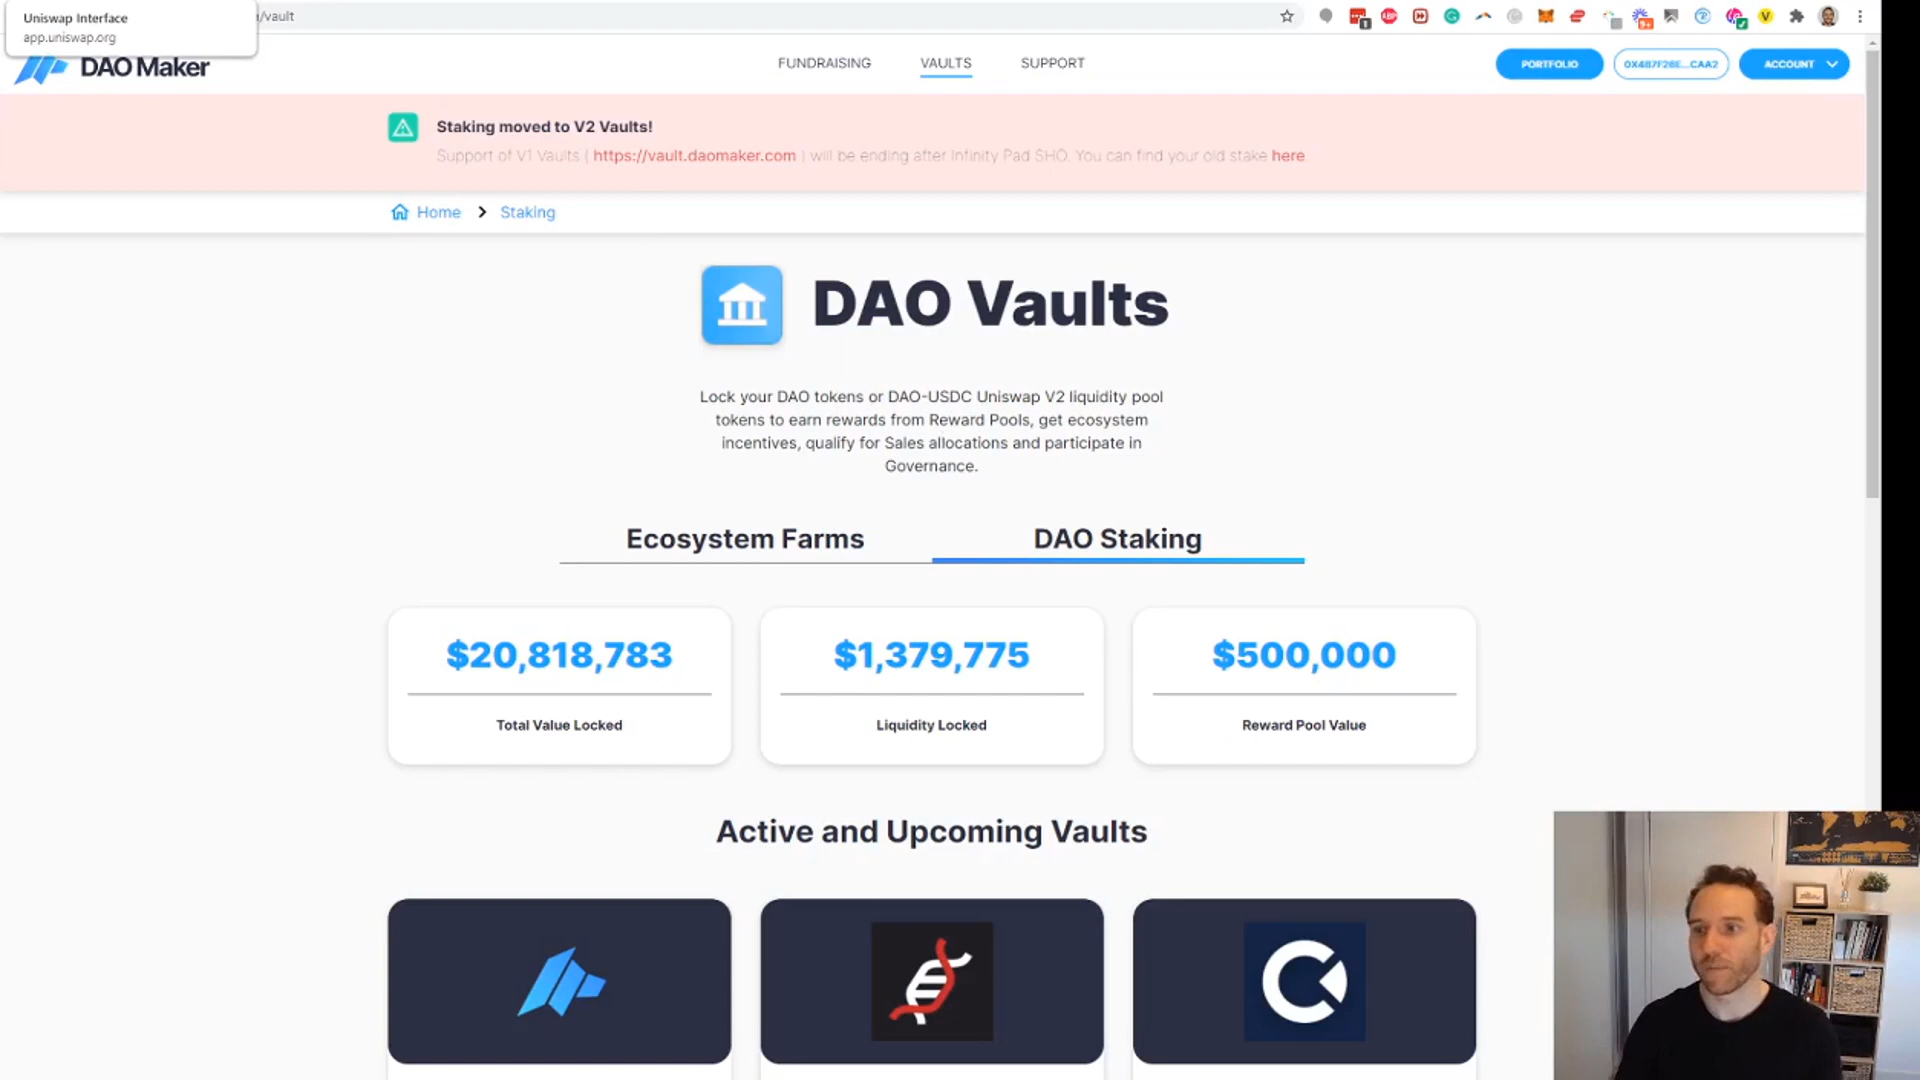 Uniswap Interface
app.uniswap.org
/vault
DAO Maker
FUNDRAISING
VAULTS
SUPPORT
PORTFOLIO
0X487F26E...CAA2
ACCOUNT
Staking moved to V2 Vaults!
Support of V1 Vaults ( https://vault.daomaker.com ) will be ending after Infinity Pad SHO. You can find your old stake here
Home
Staking
DAO Vaults
Lock your DAO tokens or DAO-USDC Uniswap V2 liquidity pool
tokens to earn rewards from Reward Pools, get ecosystem
incentives, qualify for Sales allocations and participate in
Governance.
Ecosystem Farms
DAO Staking
$20,818,783
Total Value Locked
$1,379,775
Liquidity Locked
$500,000
Reward Pool Value
Active and Upcoming Vaults